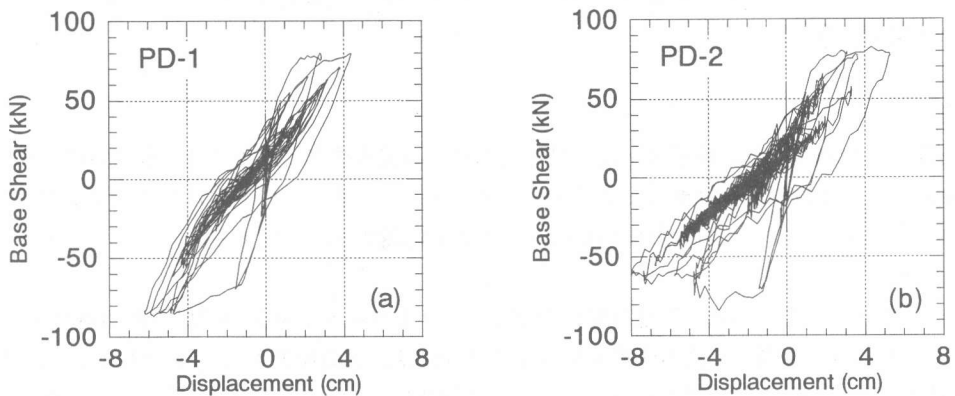 100
50
0
-50
-100
Base Shear (kN)
PD-1
(a)
-8 -4 0 4 8
Displacement (cm)
100
50
0
-50
-100
Base Shear (kN)
PD-2
(b)
-8 -4 0 4 8
Displacement (cm)